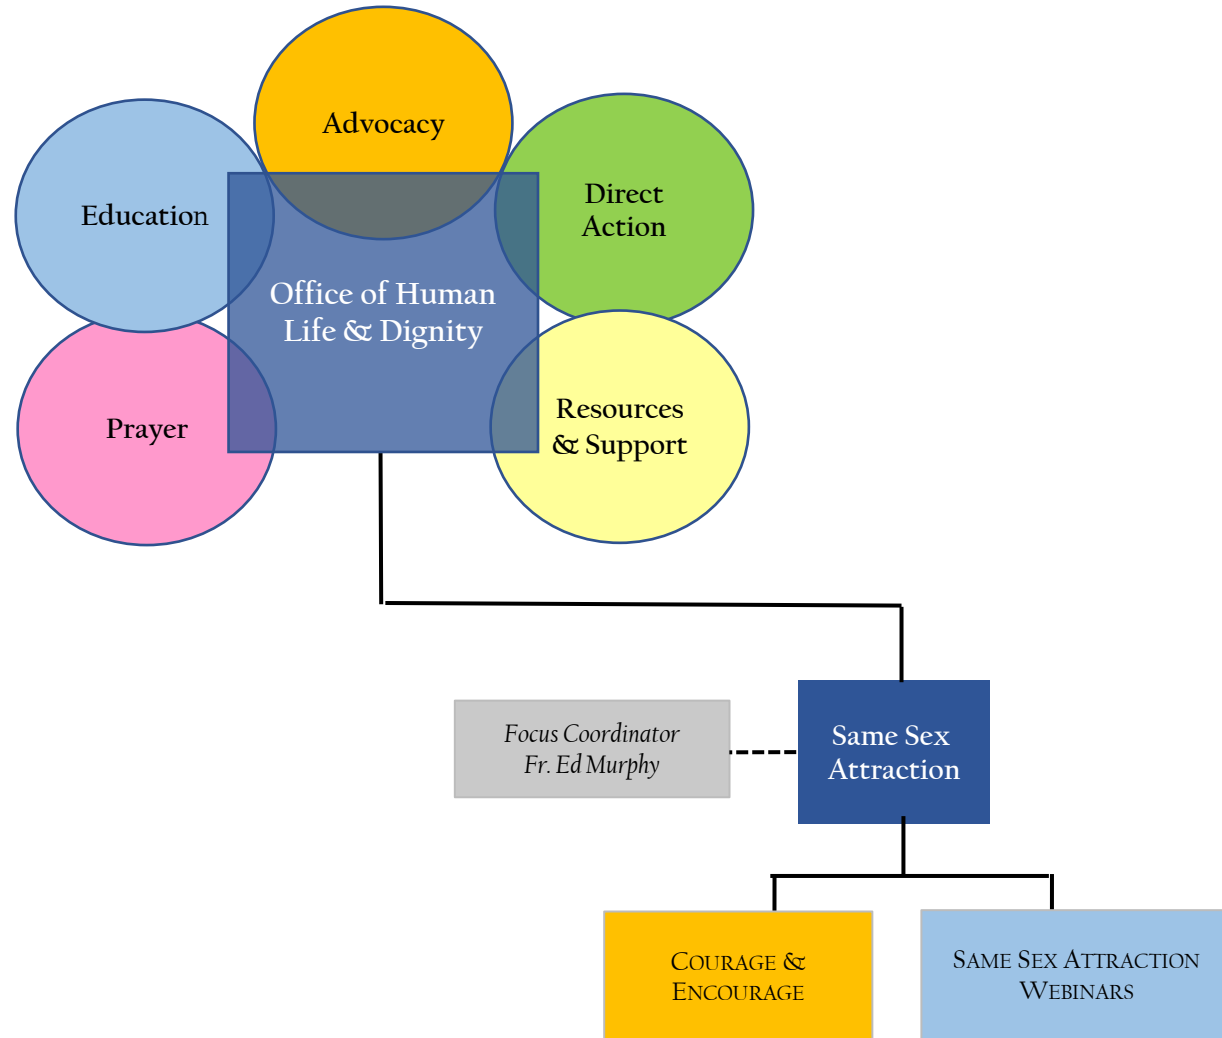 Advocacy
Education
Direct
Action
Office of Human
Life & Dignity
Prayer
Resources
& Support
Focus Coordinator
Fr. Ed Murphy
Same Sex
Attraction
COURAGE &
ENCOURAGE
SAME SEX ATTRACTION
WEBINARS